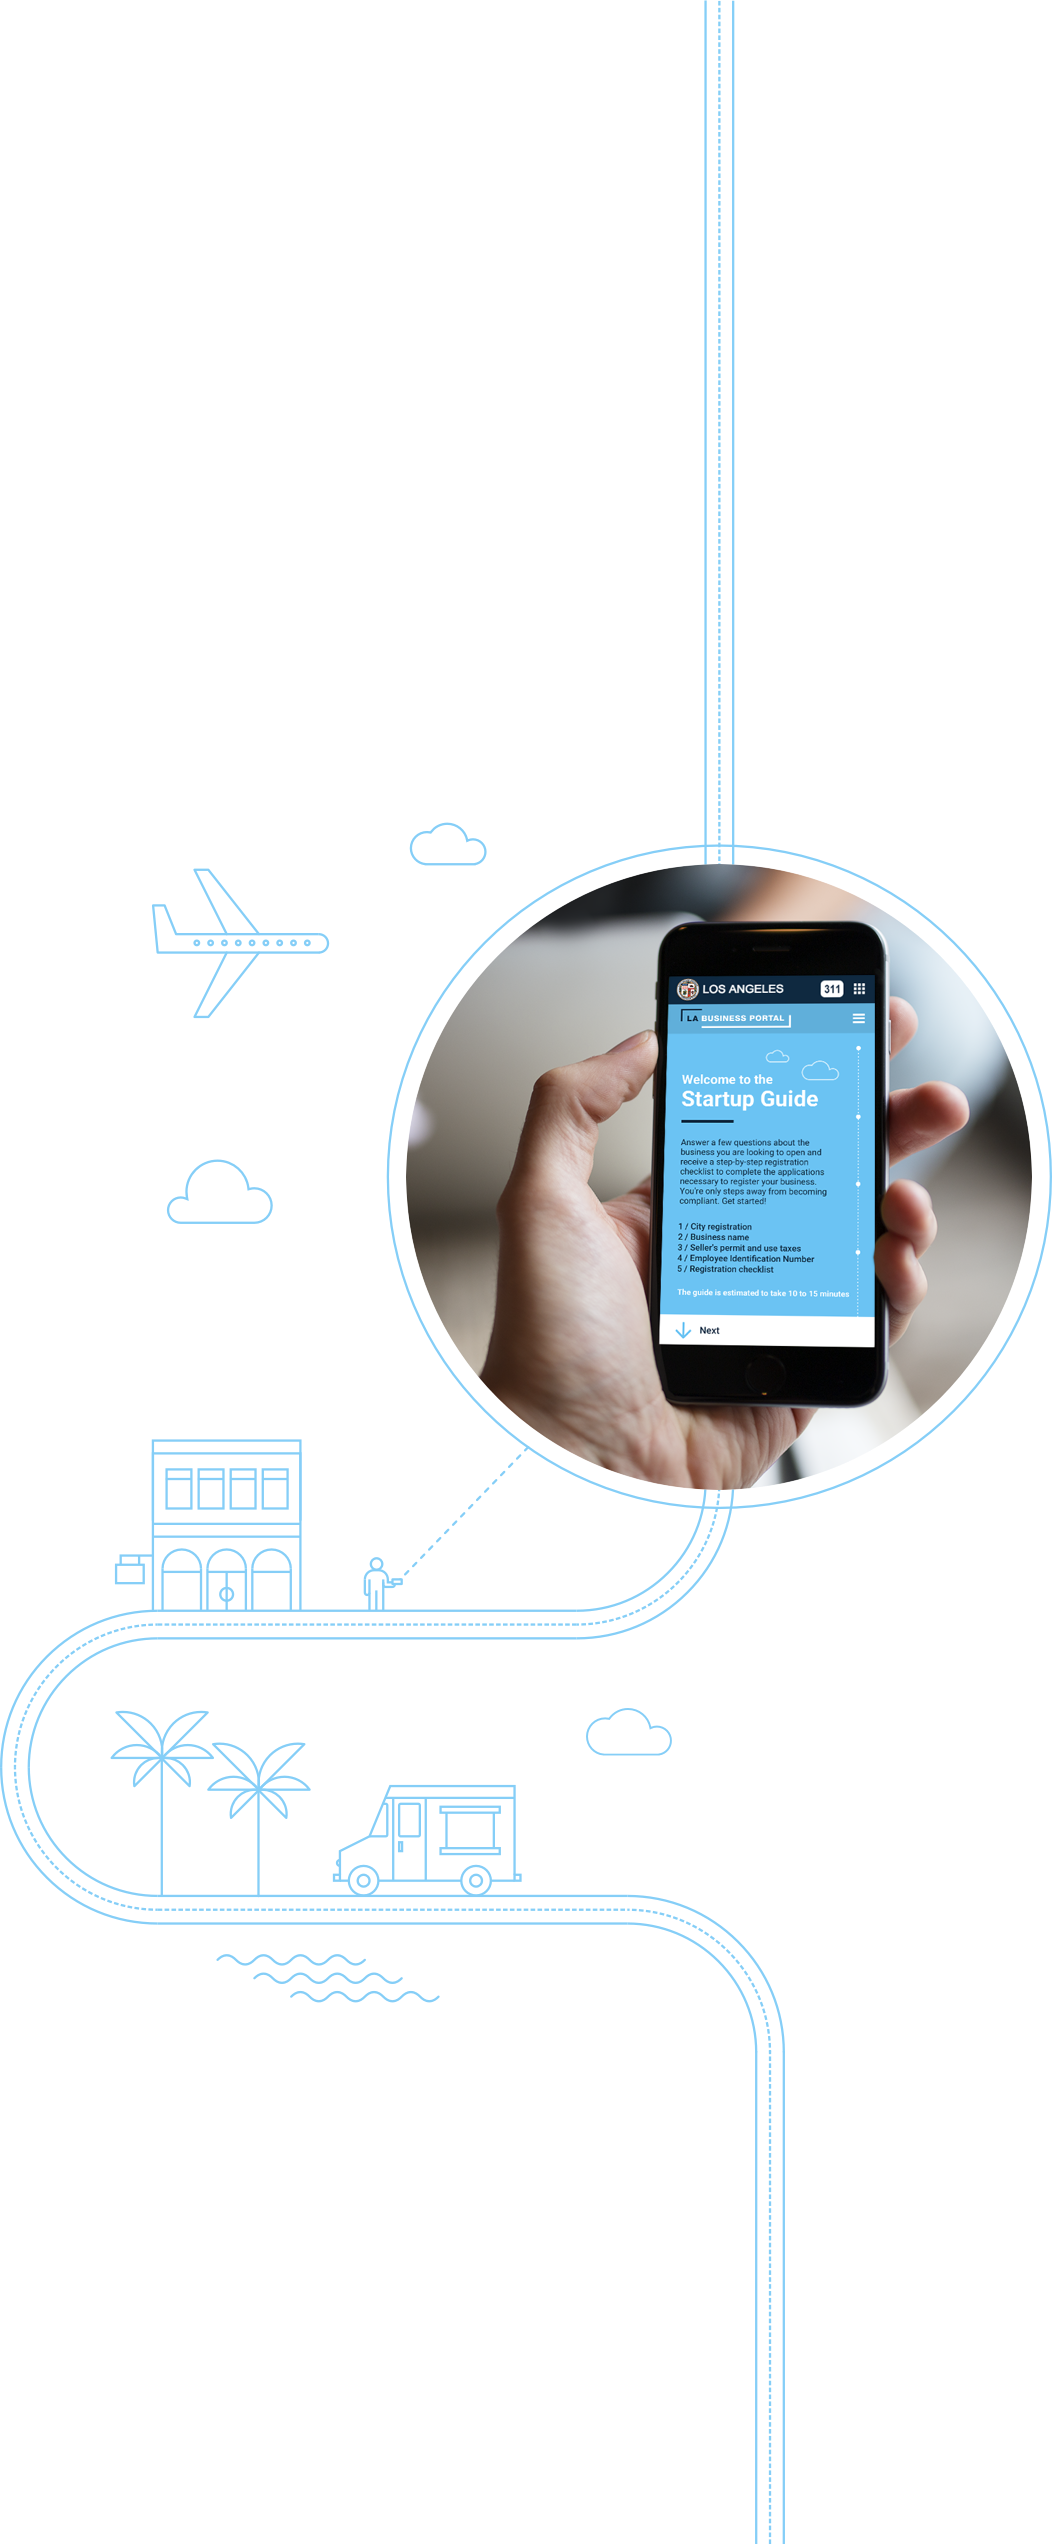 LOS ANGELES 311
LA BUSINESS PORTAL
Welcome to the
Startup Guide
Answer a few questions about the
business you are looking to open and
receive a step-by-step registration
checklist to complete the applications
necessary to register your business.
You're only steps away from becoming
compliant. Get started!
1 / City registration
2 / Business name
3 / Seller's permit and use taxes
4 / Employee Identification Number
5 / Registration checklist
The guide is estimated to take 10 to 15 minutes
Next